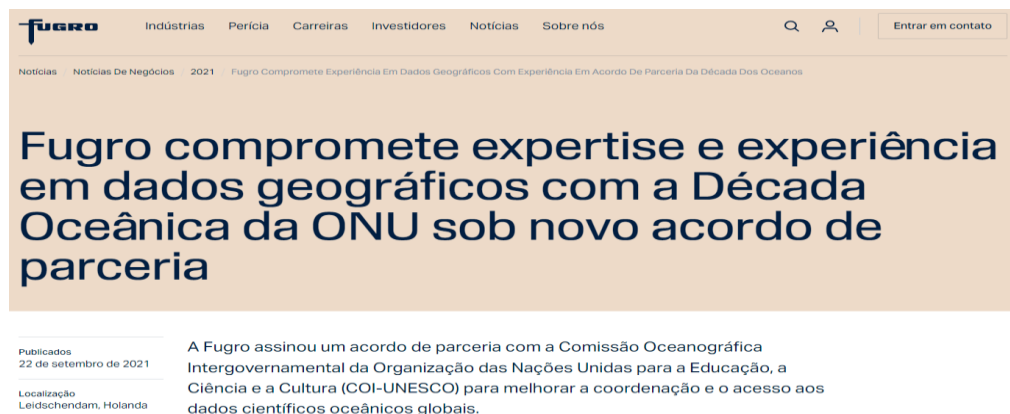 FUGRO
Indústrias Perícia Carreiras Investidores Notícias Sobre nós
Entrar em contato
Notícias / Notícias De Negócios / 2021 / Fugro Compromete Experiência Em Dados Geográficos Com Experiência Em Acordo De Parceria Da Década Dos Oceanos
Fugro compromete expertise e experiência
em dados geográficos com a Década
Oceânica da ONU sob novo acordo de
parceria
Publicados
22 de setembro de 2021
Localização
Leidschendam, Holanda
A Fugro assinou um acordo de parceria com a Comissão Oceanográfica
Intergovernamental da Organização das Nações Unidas para a Educação, a
Ciência e a Cultura (COI-UNESCO) para melhorar a coordenação e o acesso aos
dados científicos oceânicos globais.